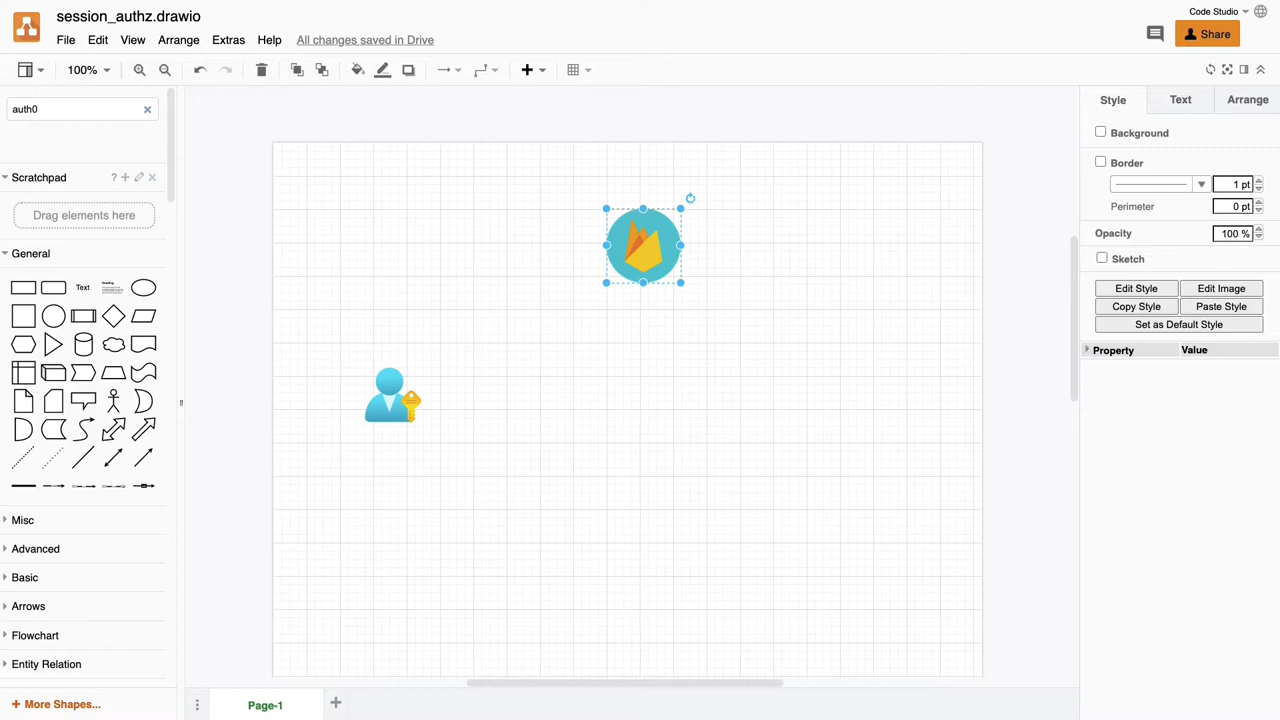 session_authz.drawio
Code Studio
File Edit View Arrange Extras Help All changes saved in Drive
Share
100%
auth0
Style Text Arrange
Background
Scratchpad
Border
Drag elements here
1 pt
Perimeter 0 pt
Opacity 100 %
General
Sketch
Text
Heading
Edit Style Edit Image
Copy Style Paste Style
Set as Default Style
Property Value
Misc
Advanced
Basic
Arrows
Flowchart
Entity Relation
+ More Shapes...
Page-1